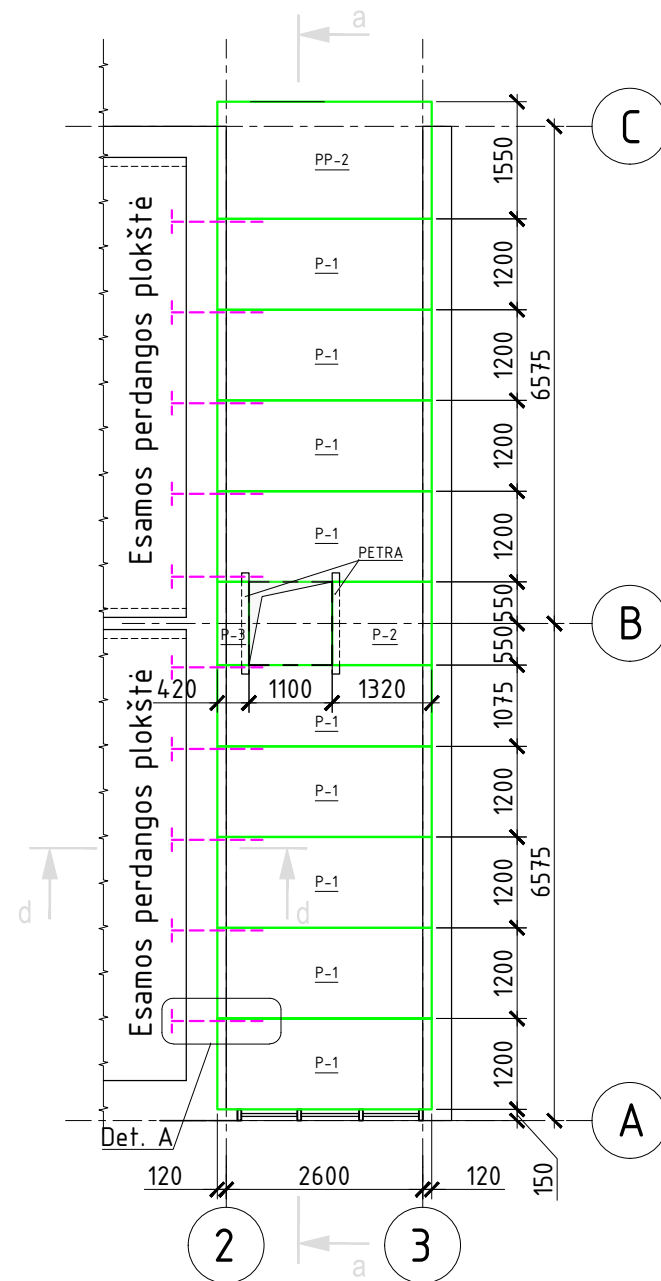 a
C
PP-2
1550
Esamos perdangos plokštė
P-1
1200
P-1
1200
6575
P-1
1200
P-1
1200
PETRA
550
B
P-3
P-2
550
420
1100
1320
1075
P-1
Esamos perdangos plokštė
P-1
1200
6575
d
d
P-1
1200
P-1
1200
P-1
1200
Det. A
A
120
2600
120
150
2
3
a